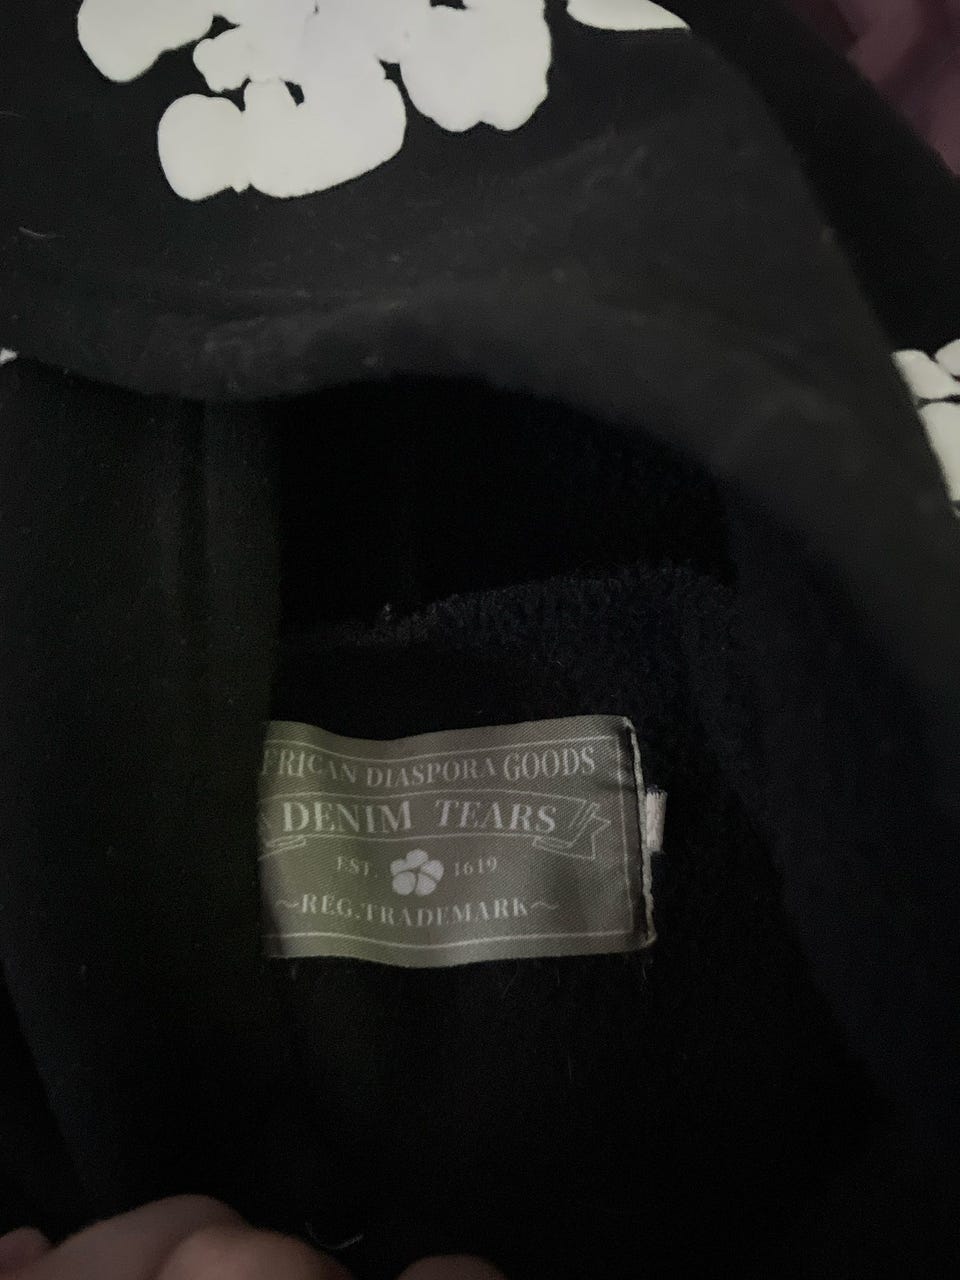 FRICAN DIASPORA GOODS
DENIM TEARS
EST. 1619
~REG.TRADEMARK~